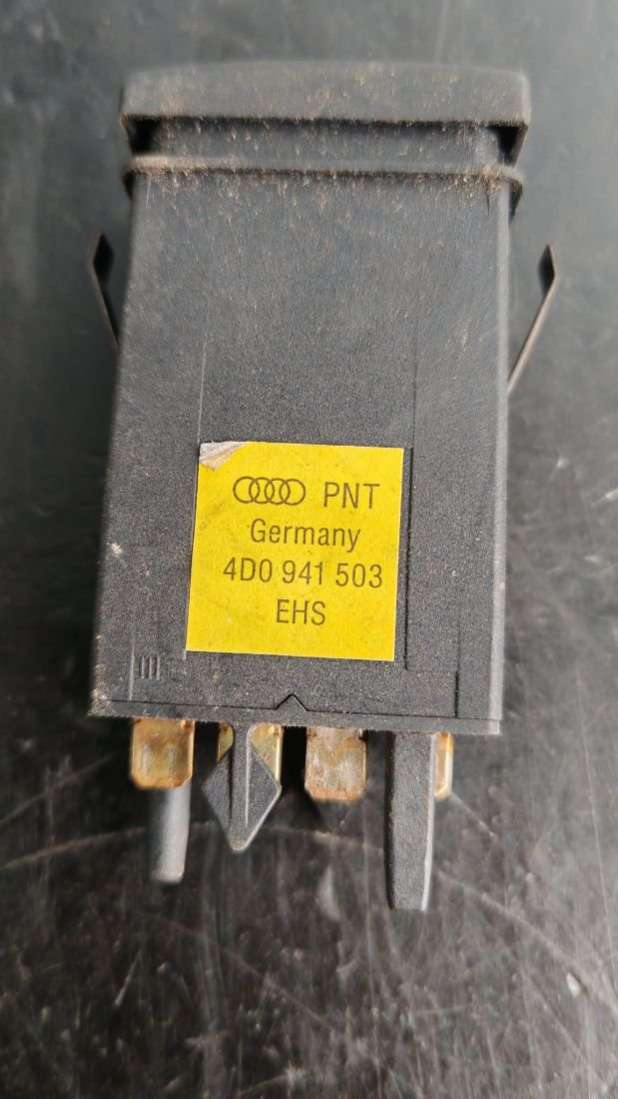 PNT
Germany
4D0 941 503
EHS